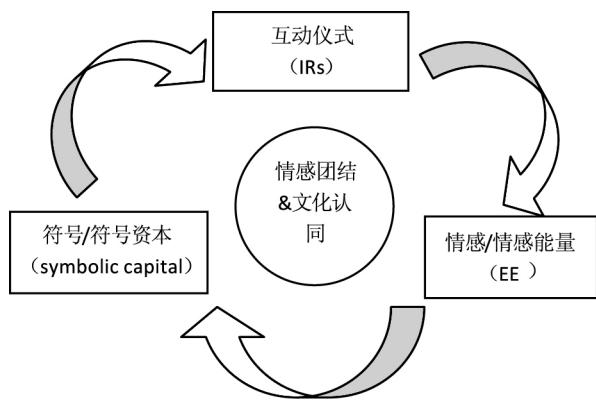 互动仪式
（IRs）
情感团结
&文化认
同
符号/符号资本
（symbolic capital）
情感/情感能量
（EE ）